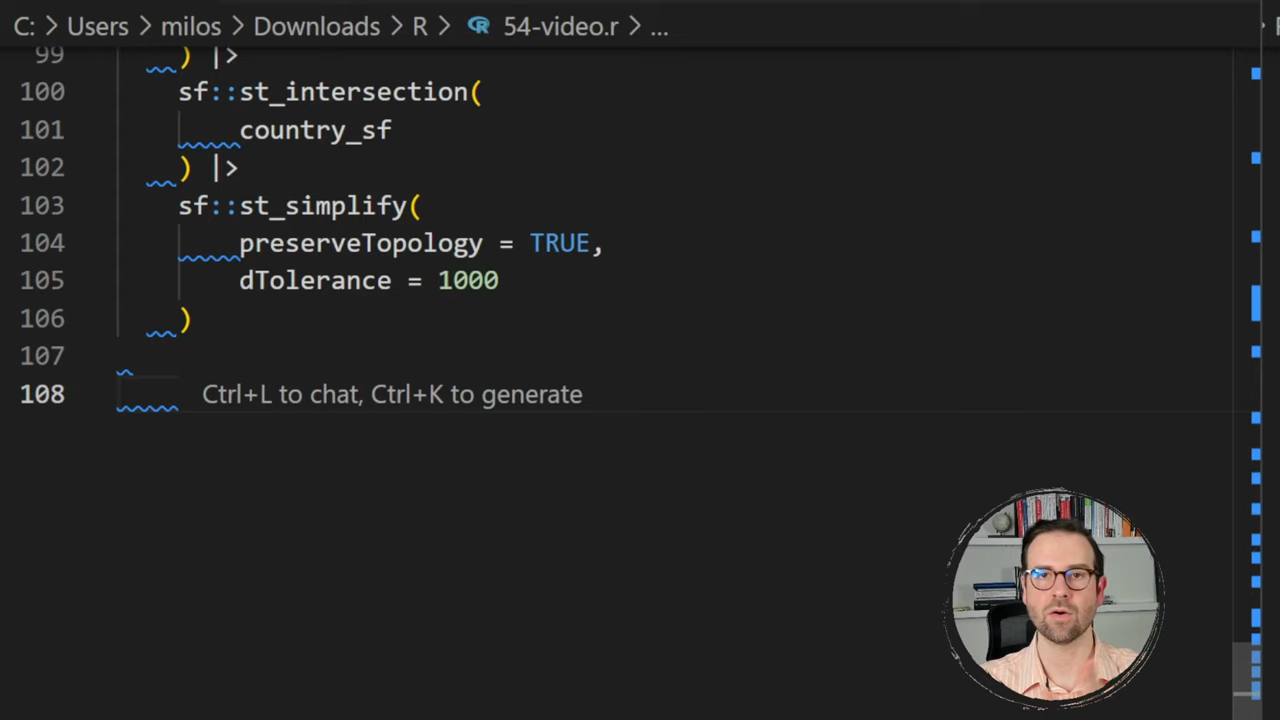 C: > Users > milos > Downloads > R > 54-video.r > ...
99 ) |>
100 sf::st_intersection(
101 country_sf
102 ) |>
103 sf::st_simplify(
104 preserveTopology = TRUE,
105 dTolerance = 1000
106 )
107
108 Ctrl+L to chat, Ctrl+K to generate